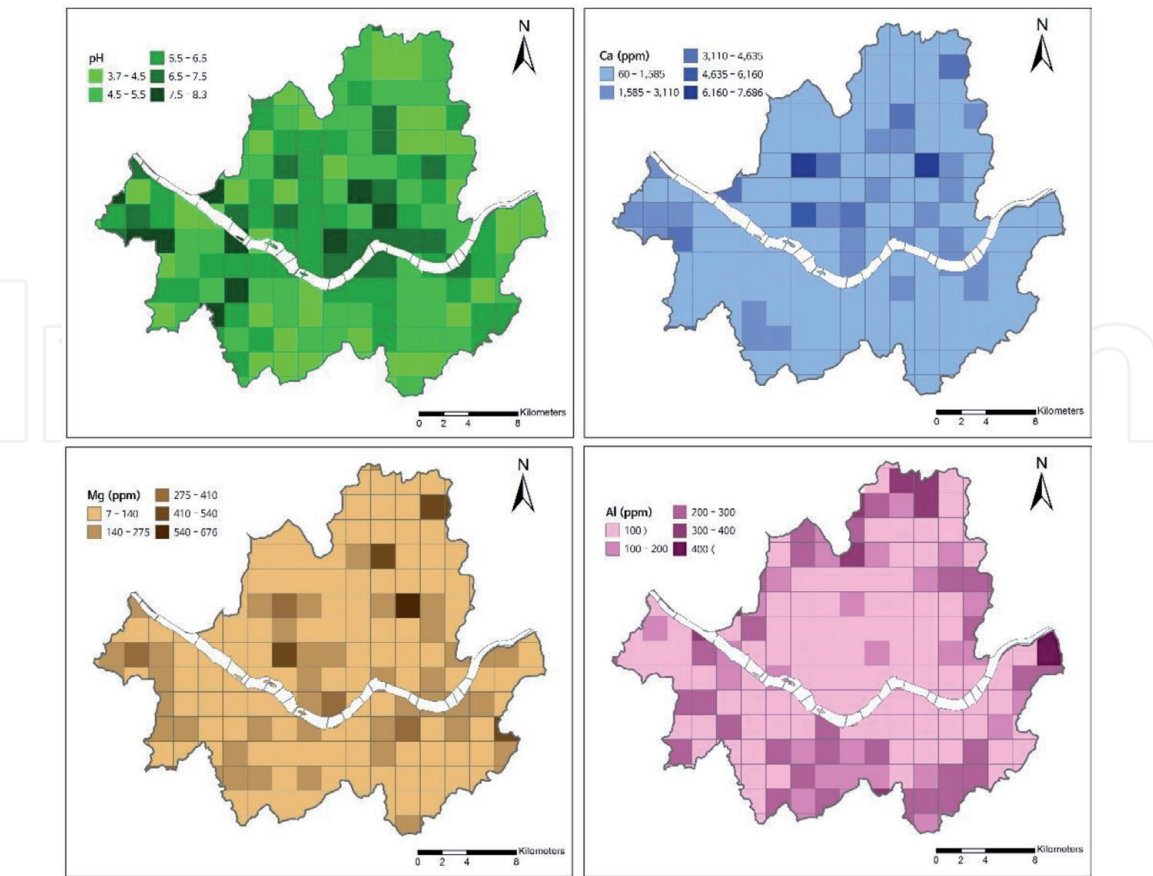 N
pH
3.7 - 4.5
4.5 - 5.5
5.5 - 6.5
6.5 - 7.5
7.5 - 8.3
Kilometers
0 2 4 8
N
Ca (ppm)
60 - 1,585
1,585 - 3,110
3,110 - 4,635
4,635 - 6,160
6,160 - 7,686
Kilometers
0 2 4 8
N
Mg (ppm)
7 - 140
140 - 275
275 - 410
410 - 540
540 - 676
Kilometers
0 2 4 8
N
Al (ppm)
100 〉
100 - 200
200 - 300
300 - 400
400 〈
Kilometers
0 2 4 8